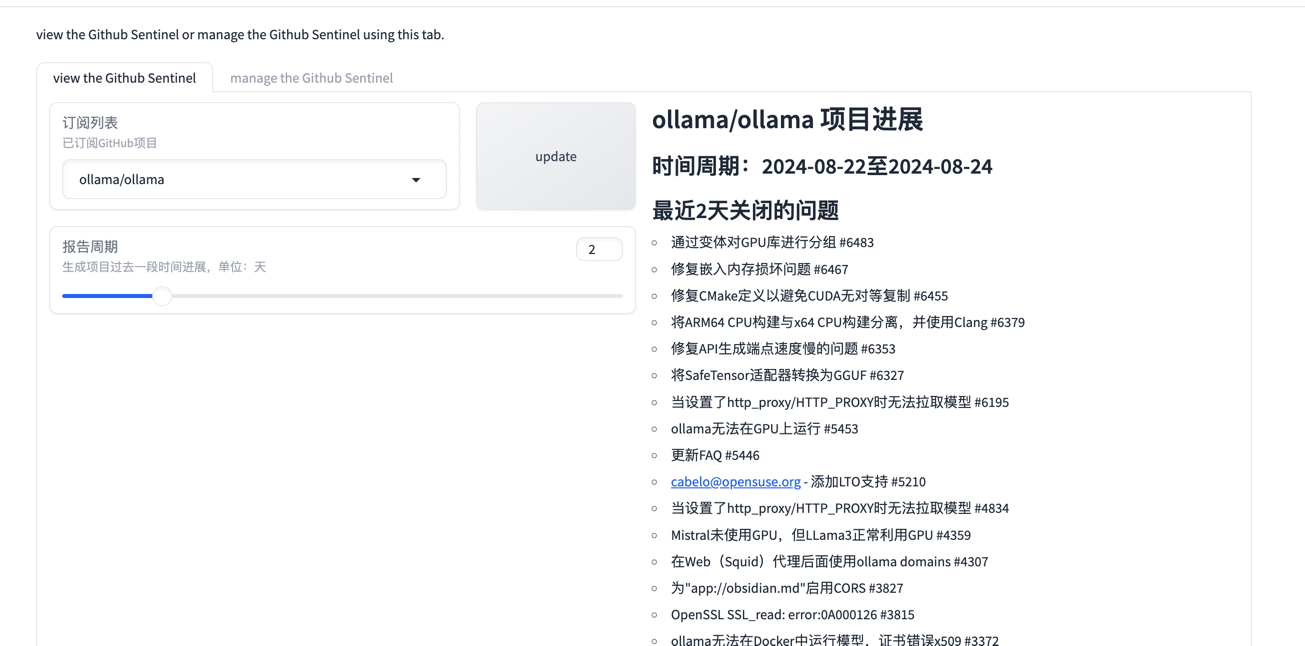 view the Github Sentinel or manage the Github Sentinel using this tab.
view the Github Sentinel
manage the Github Sentinel
订阅列表
已订阅GitHub项目
ollama/ollama
update
报告周期
2
生成项目过去一段时间进展，单位：天
ollama/ollama 项目进展
时间周期：2024-08-22至2024-08-24
最近2天关闭的问题
通过变体对GPU库进行分组 #6483
修复嵌入内存损坏问题 #6467
修复CMake定义以避免CUDA无对等复制 #6455
将ARM64 CPU构建与x64 CPU构建分离，并使用Clang #6379
修复API生成端点速度慢的问题 #6353
将SafeTensor适配器转换为GGUF #6327
当设置了http_proxy/HTTP_PROXY时无法拉取模型 #6195
ollama无法在GPU上运行 #5453
更新FAQ #5446
cabelo@opensuse.org - 添加LTO支持 #5210
当设置了http_proxy/HTTP_PROXY时无法拉取模型 #4834
Mistral未使用GPU，但LLama3正常利用GPU #4359
在Web（Squid）代理后面使用ollama domains #4307
为"app://obsidian.md"启用CORS #3827
OpenSSL SSL_read: error:0A000126 #3815
ollama无法在Docker中运行模型，证书错误x509 #3372